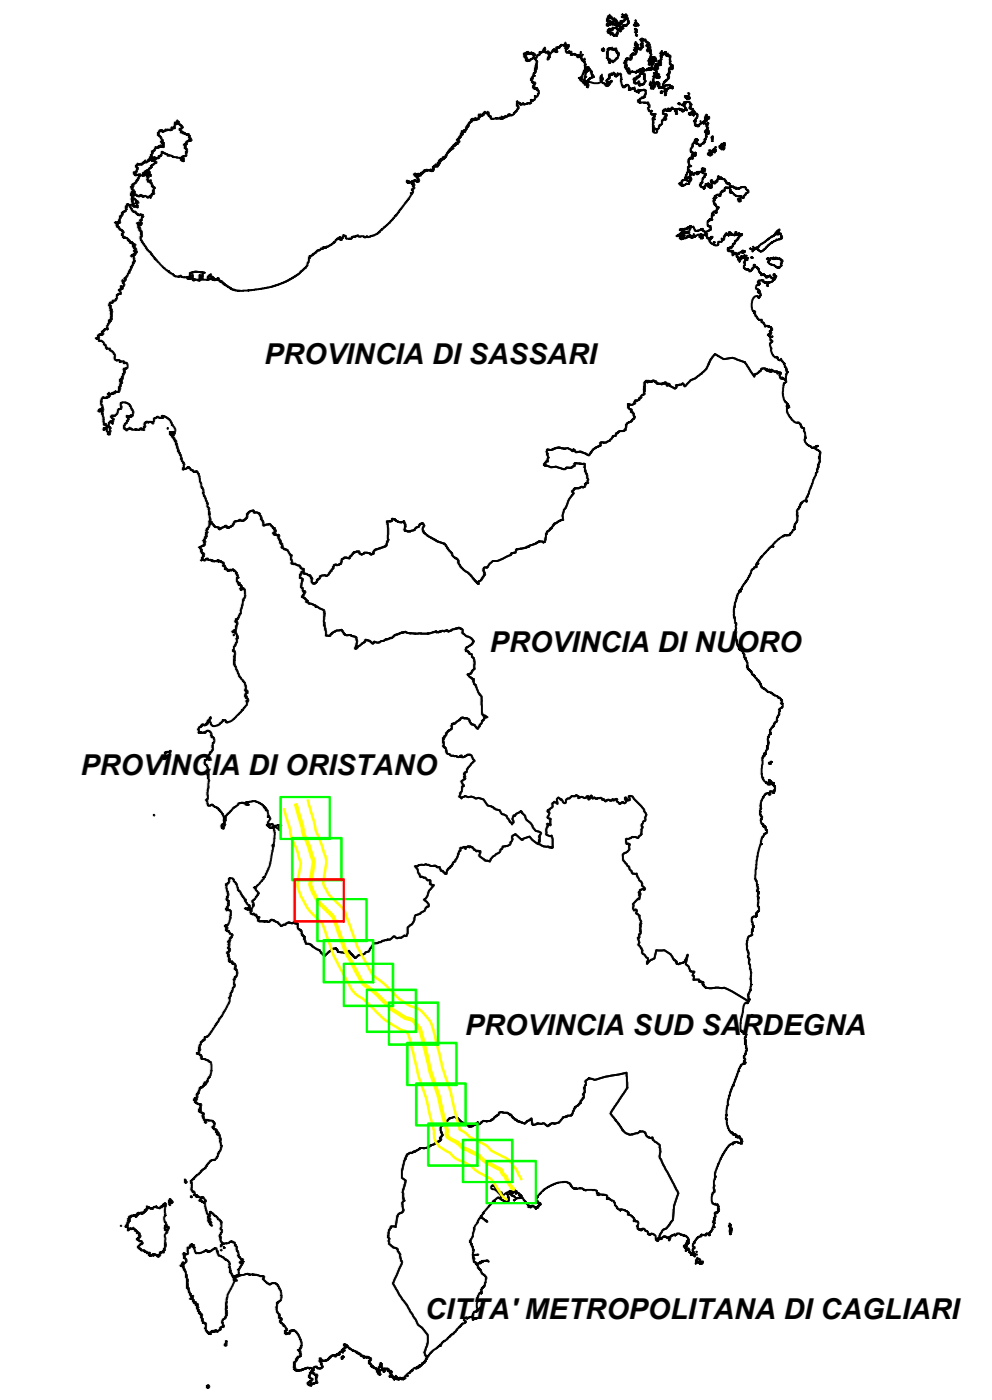 PROVINCIA DI SASSARI
PROVINCIA DI NUORO
PROVINCIA DI ORISTANO
PROVINCIA SUD SARDEGNA
CITTA' METROPOLITANA DI CAGLIARI